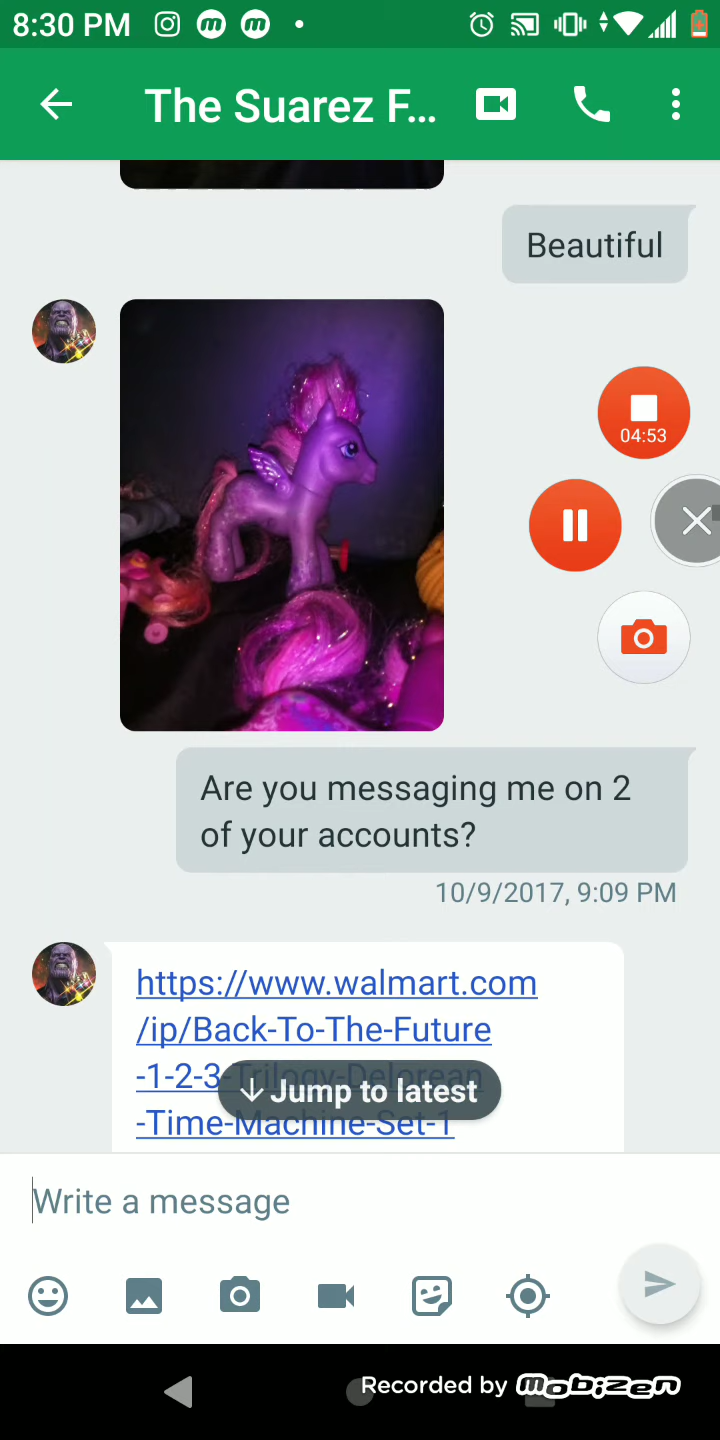 8:30 PM
The Suarez F...
Beautiful
04:53
Are you messaging me on 2
of your accounts?
10/9/2017, 9:09 PM
https://www.walmart.com
/ip/Back-To-The-Future
-1-2-3-Trilogy-Delorean
Jump to latest
-Time-Machine-Set-1
Write a message
Recorded by mobizen